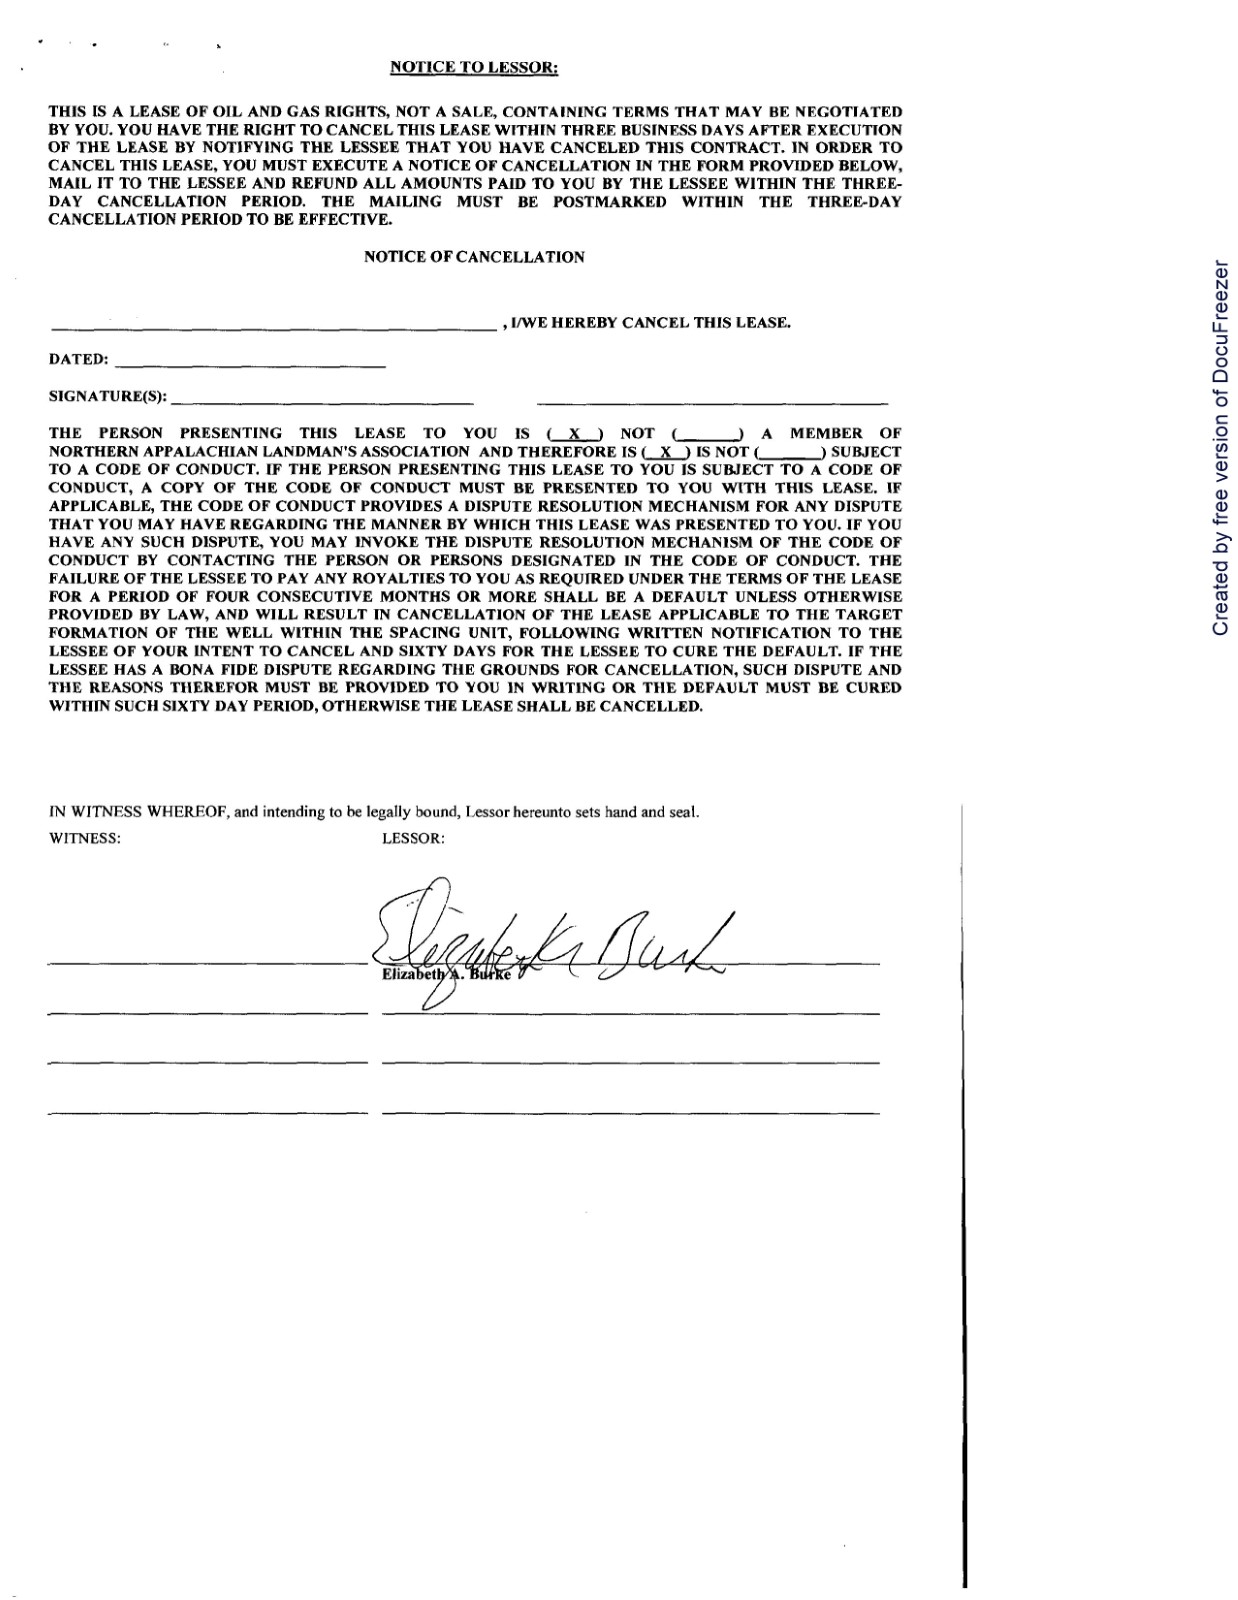 NOTICE TO LESSOR:
THIS IS A LEASE OF OIL AND GAS RIGHTS, NOT A SALE, CONTAINING TERMS THAT MAY BE NEGOTIATED
BY YOU. YOU HAVE THE RIGHT TO CANCEL THIS LEASE WITHIN THREE BUSINESS DAYS AFTER EXECUTION
OF THE LEASE BY NOTIFYING THE LESSEE THAT YOU HAVE CANCELED THIS CONTRACT. IN ORDER TO
CANCEL THIS LEASE, YOU MUST EXECUTE A NOTICE OF CANCELLATION IN THE FORM PROVIDED BELOW,
MAIL IT TO THE LESSEE AND REFUND ALL AMOUNTS PAID TO YOU BY THE LESSEE WITHIN THE THREE-
DAY CANCELLATION PERIOD. THE MAILING MUST BE POSTMARKED WITHIN THE THREE-DAY
CANCELLATION PERIOD TO BE EFFECTIVE.
NOTICE OF CANCELLATION
____________________, I/WE HEREBY CANCEL THIS LEASE.
DATED: ____________________
SIGNATURE(S): ____________________ ____________________
THE PERSON PRESENTING THIS LEASE TO YOU IS ( X ) NOT (______) A MEMBER OF
NORTHERN APPALACHIAN LANDMAN'S ASSOCIATION AND THEREFORE IS ( X ) IS NOT (______) SUBJECT
TO A CODE OF CONDUCT. IF THE PERSON PRESENTING THIS LEASE TO YOU IS SUBJECT TO A CODE OF
CONDUCT, A COPY OF THE CODE OF CONDUCT MUST BE PRESENTED TO YOU WITH THIS LEASE. IF
APPLICABLE, THE CODE OF CONDUCT PROVIDES A DISPUTE RESOLUTION MECHANISM FOR ANY DISPUTE
THAT YOU MAY HAVE REGARDING THE MANNER BY WHICH THIS LEASE WAS PRESENTED TO YOU. IF YOU
HAVE ANY SUCH DISPUTE, YOU MAY INVOKE THE DISPUTE RESOLUTION MECHANISM OF THE CODE OF
CONDUCT BY CONTACTING THE PERSON OR PERSONS DESIGNATED IN THE CODE OF CONDUCT. THE
FAILURE OF THE LESSEE TO PAY ANY ROYALTIES TO YOU AS REQUIRED UNDER THE TERMS OF THE LEASE
FOR A PERIOD OF FOUR CONSECUTIVE MONTHS OR MORE SHALL BE A DEFAULT UNLESS OTHERWISE
PROVIDED BY LAW, AND WILL RESULT IN CANCELLATION OF THE LEASE APPLICABLE TO THE TARGET
FORMATION OF THE WELL WITHIN THE SPACING UNIT, FOLLOWING WRITTEN NOTIFICATION TO THE
LESSEE OF YOUR INTENT TO CANCEL AND SIXTY DAYS FOR THE LESSEE TO CURE THE DEFAULT. IF THE
LESSEE HAS A BONA FIDE DISPUTE REGARDING THE GROUNDS FOR CANCELLATION, SUCH DISPUTE AND
THE REASONS THEREFOR MUST BE PROVIDED TO YOU IN WRITING OR THE DEFAULT MUST BE CURED
WITHIN SUCH SIXTY DAY PERIOD, OTHERWISE THE LEASE SHALL BE CANCELLED.
IN WITNESS WHEREOF, and intending to be legally bound, Lessor hereunto sets hand and seal.
WITNESS: LESSOR:
Elizabeth Burke
Elizabeth A. Burke
Created by free version of DocuFreezer